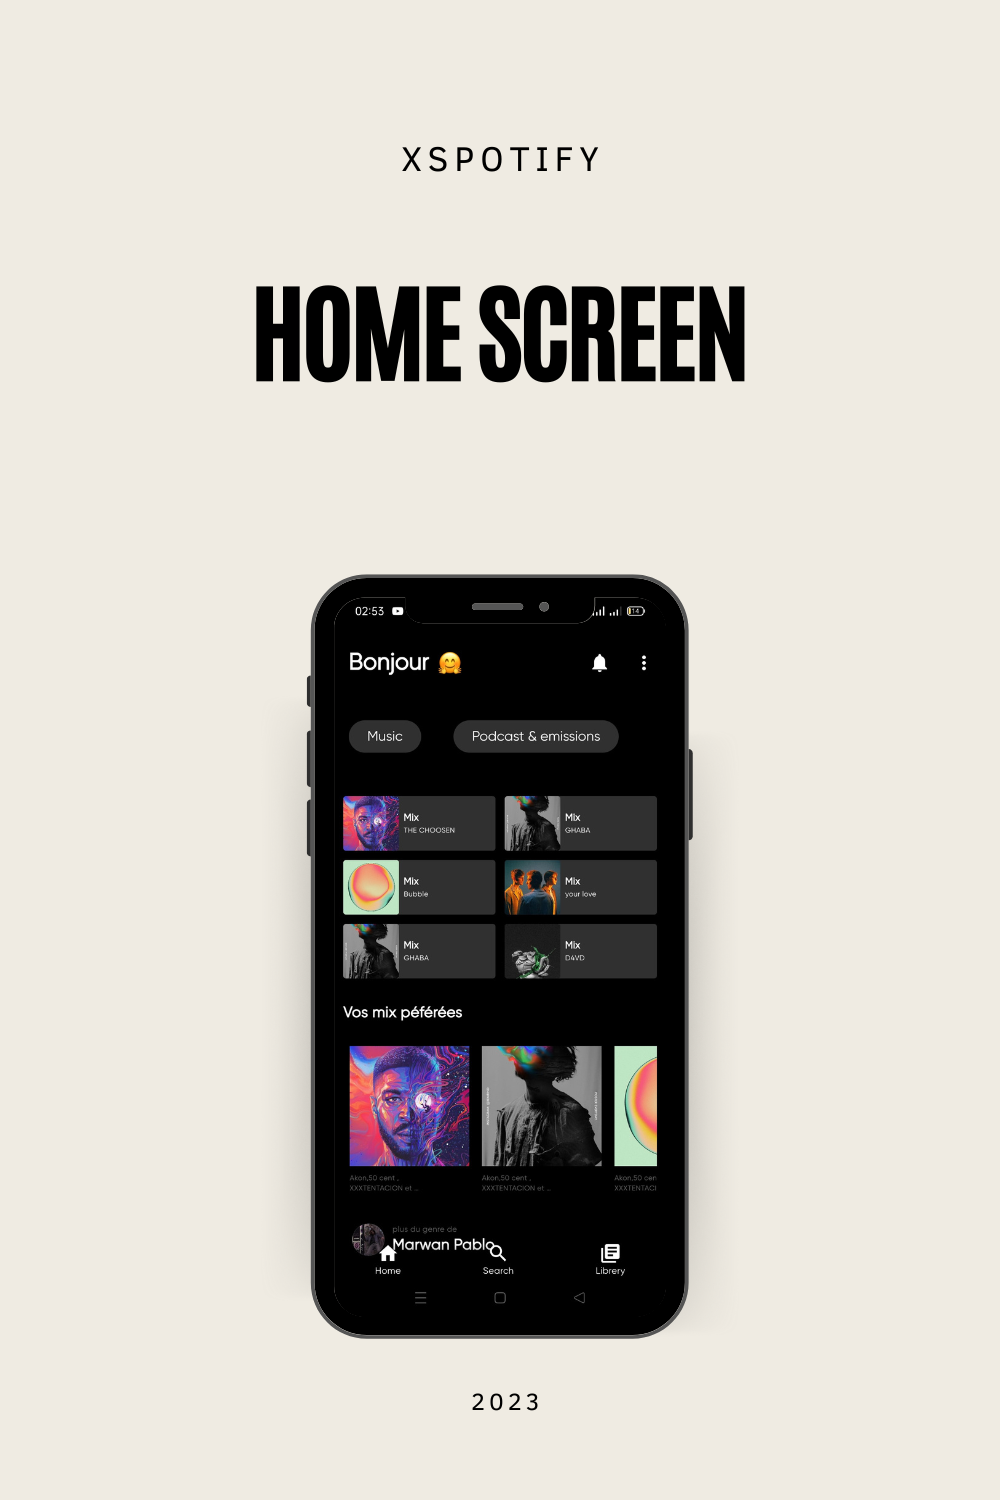 XSPOTIFY
HOME SCREEN
02:53
14
Bonjour 🤗
Music
Podcast & emissions
Mix
THE CHOOSEN
Mix
GHABA
Mix
Bubble
Mix
your love
Mix
GHABA
Mix
D4VD
Vos mix péférées
Akon,50 cent ,
XXXTENTACION et ...
Akon,50 cent ,
XXXTENTACION et ...
Akon,50 cen
XXXTENTACI
plus du genre de
Marwan Pablo
Home
Search
Librery
2023